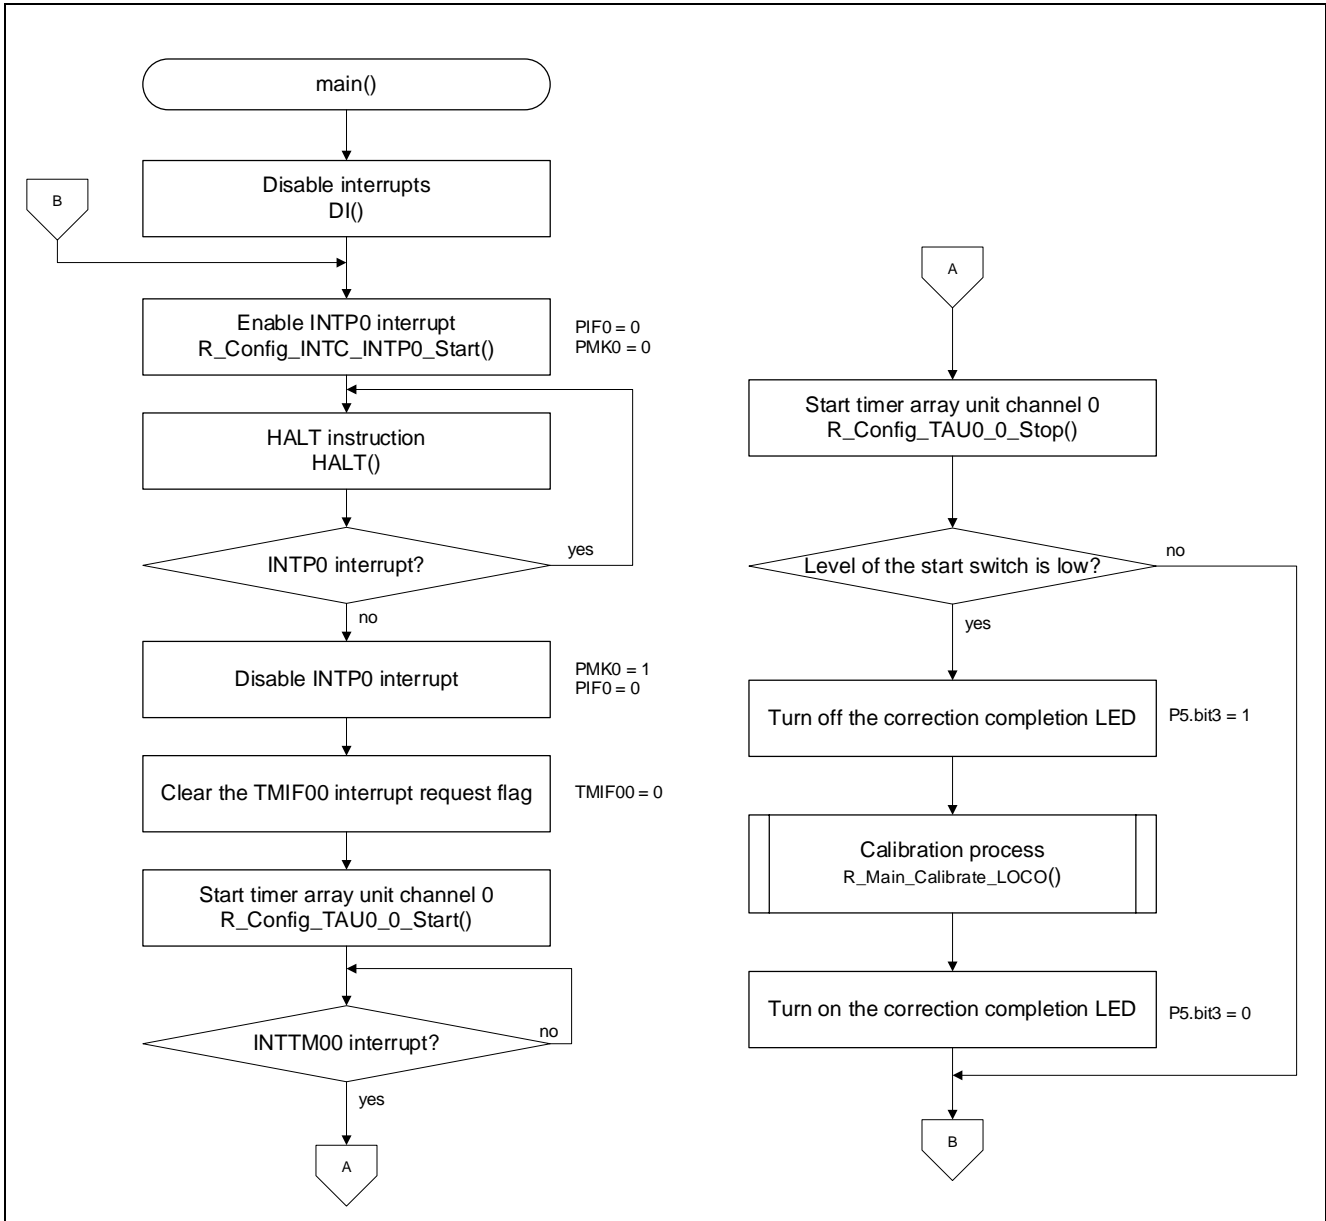 main()
Disable interrupts
DI()
B
Enable INTP0 interrupt
R_Config_INTC_INTP0_Start()
PIF0 = 0
PMK0 = 0
HALT instruction
HALT()
INTP0 interrupt?
yes
no
Disable INTP0 interrupt
PMK0 = 1
PIF0 = 0
Clear the TMIF00 interrupt request flag
TMIF00 = 0
Start timer array unit channel 0
R_Config_TAU0_0_Start()
INTTM00 interrupt?
no
yes
A
A
Start timer array unit channel 0
R_Config_TAU0_0_Stop()
Level of the start switch is low?
no
yes
Turn off the correction completion LED
P5.bit3 = 1
Calibration process
R_Main_Calibrate_LOCO()
Turn on the correction completion LED
P5.bit3 = 0
B